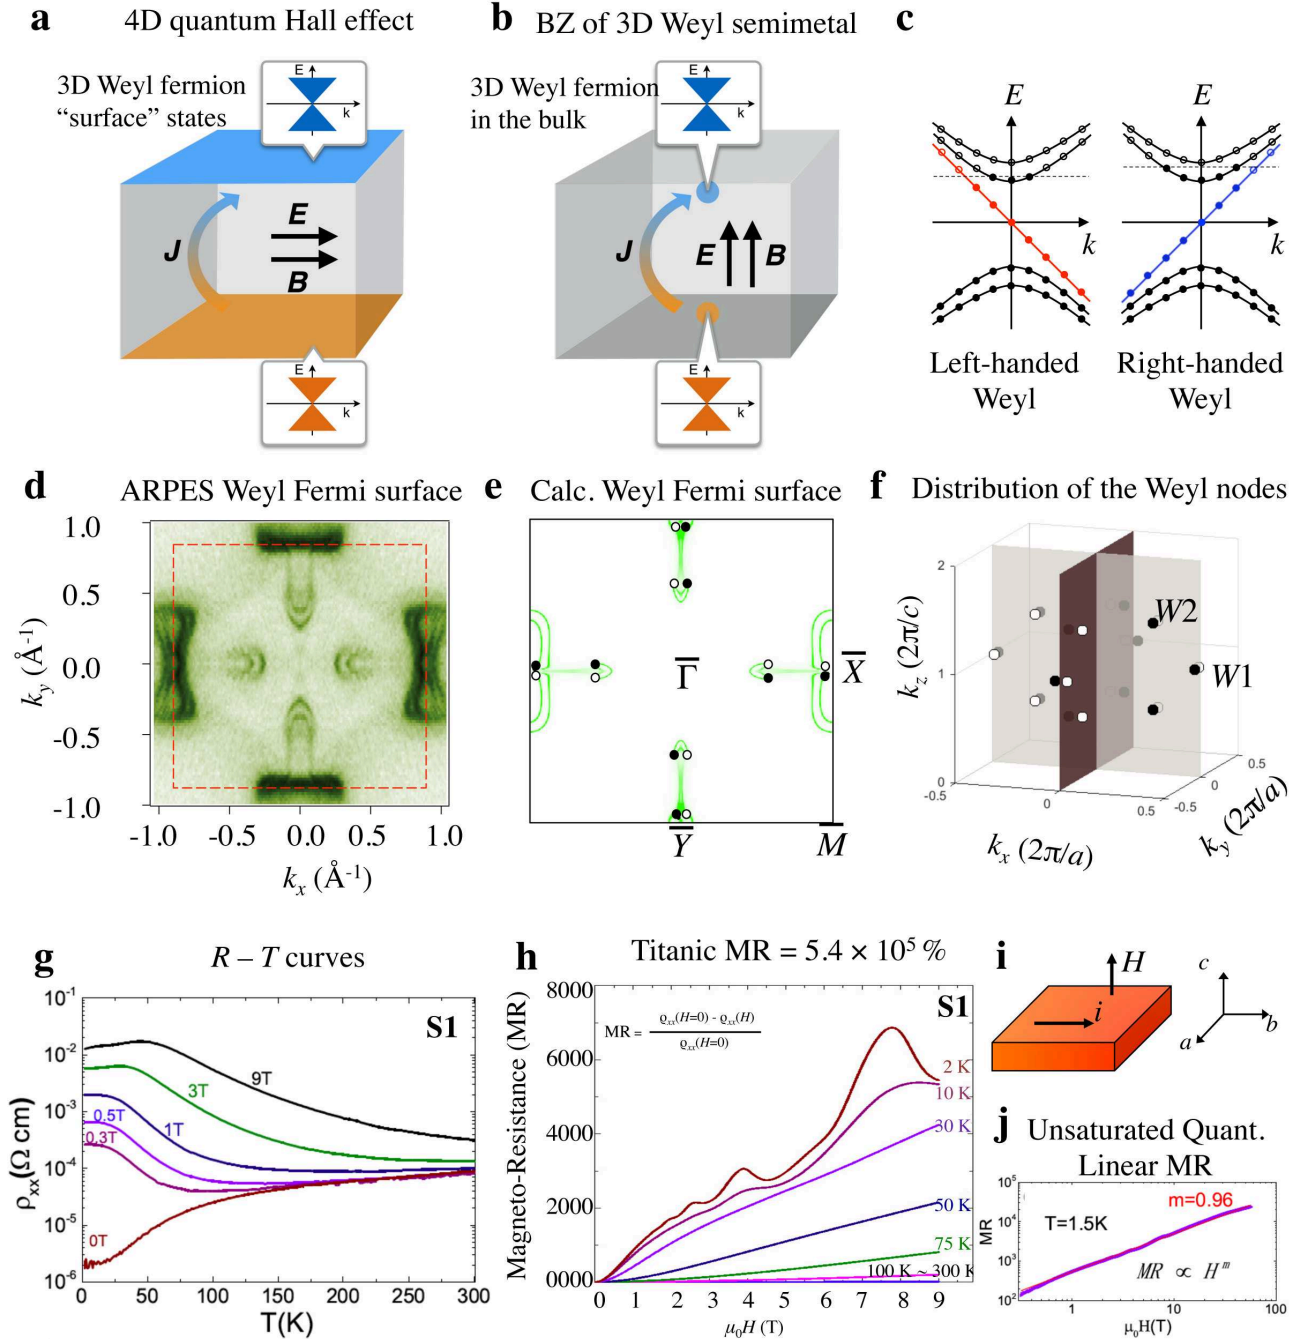 a 4D quantum Hall effect
3D Weyl fermion
“surface” states
E
k
J
E
B
E
k
b BZ of 3D Weyl semimetal
3D Weyl fermion
in the bulk
E
k
J
E B
E
k
c
E E
k k
Left-handed
Weyl
Right-handed
Weyl
d ARPES Weyl Fermi surface
1.0
0.5
0.0
-0.5
-1.0
ky (Å-1)
-1.0 -0.5 0.0 0.5 1.0
kx (Å-1)
e Calc. Weyl Fermi surface
Γ
X
Y
M
f Distribution of the Weyl nodes
2
1
0
kz (2π/c)
W2
W1
-0.5 0 0.5
kx (2π/a)
-0.5 0 0.5
ky (2π/a)
g R – T curves
10-1
10-2
10-3
10-4
10-5
10-6
ρxx(Ω cm)
S1
9T
3T
1T
0.5T
0.3T
0T
0 50 100 150 200 250 300
T(K)
h Titanic MR = 5.4 × 10⁵ %
8000
6000
4000
2000
0000
Magneto-Resistance (MR)
MR = ϱxx(H=0) - ϱxx(H)
ϱxx(H=0)
S1
2 K
10 K
30 K
50 K
75 K
100 K ~ 300 K
0 1 2 3 4 5 6 7 8 9
μ0H (T)
i
H
i
c
b
a
j Unsaturated Quant.
Linear MR
105
104
103
102
MR
m=0.96
T=1.5K
MR ∝ Hm
1 10 100
μ0H(T)